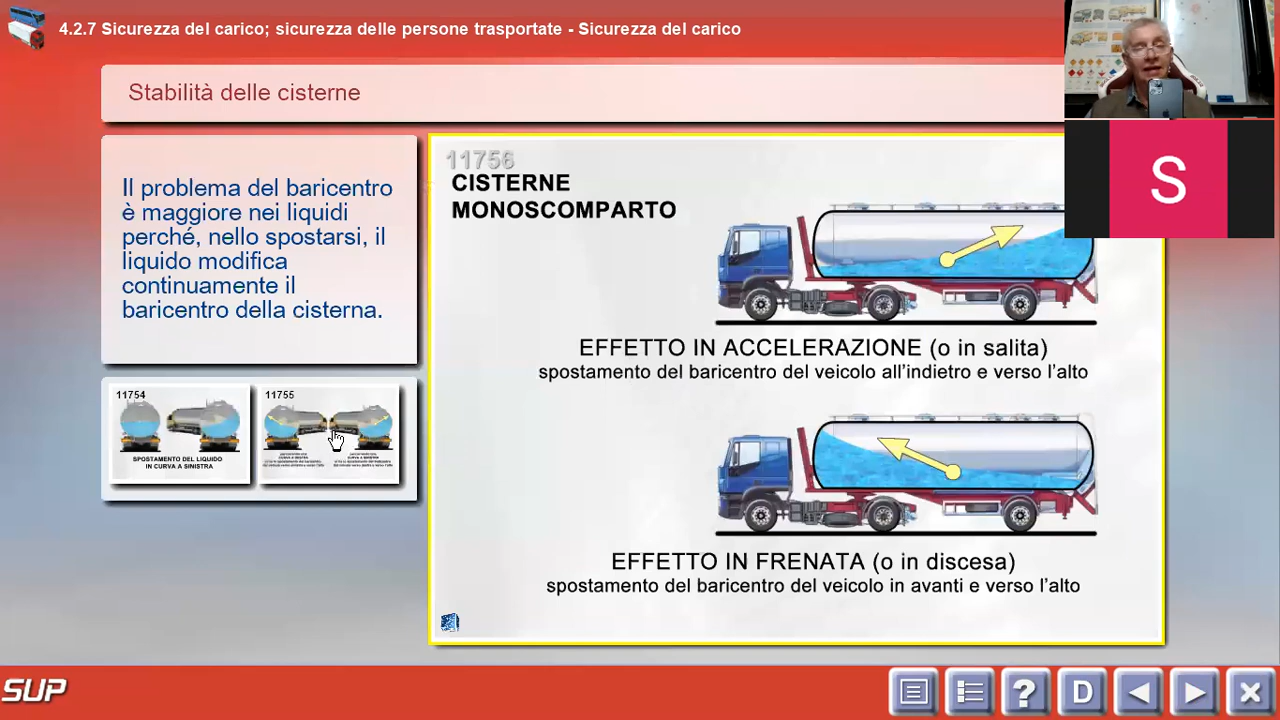 4.2.7 Sicurezza del carico; sicurezza delle persone trasportate - Sicurezza del carico
Stabilità delle cisterne
Il problema del baricentro
è maggiore nei liquidi
perché, nello spostarsi, il
liquido modifica
continuamente il
baricentro della cisterna.
11754
SPOSTAMENTO DEL LIQUIDO
IN CURVA A SINISTRA
11755
11756
CISTERNE
MONOSCOMPARTO
EFFETTO IN ACCELERAZIONE (o in salita)
spostamento del baricentro del veicolo all'indietro e verso l'alto
EFFETTO IN FRENATA (o in discesa)
spostamento del baricentro del veicolo in avanti e verso l'alto
S
SUP
?
D